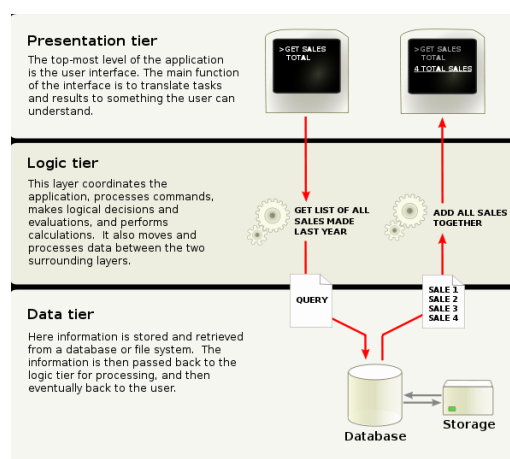 Presentation tier
The top-most level of the application
is the user interface. The main function
of the interface is to translate tasks
and results to something the user can
understand.
>GET SALES
TOTAL
>GET SALES
TOTAL
4 TOTAL SALES
Logic tier
This layer coordinates the
application, processes commands,
makes logical decisions and
evaluations, and performs
calculations.  It also moves and
processes data between the two
surrounding layers.
GET LIST OF ALL
SALES MADE
LAST YEAR
ADD ALL SALES
TOGETHER
QUERY
SALE 1
SALE 2
SALE 3
SALE 4
Data tier
Here information is stored and retrieved
from a database or file system.  The
information is then passed back to the
logic tier for processing, and then
eventually back to the user.
Database
Storage